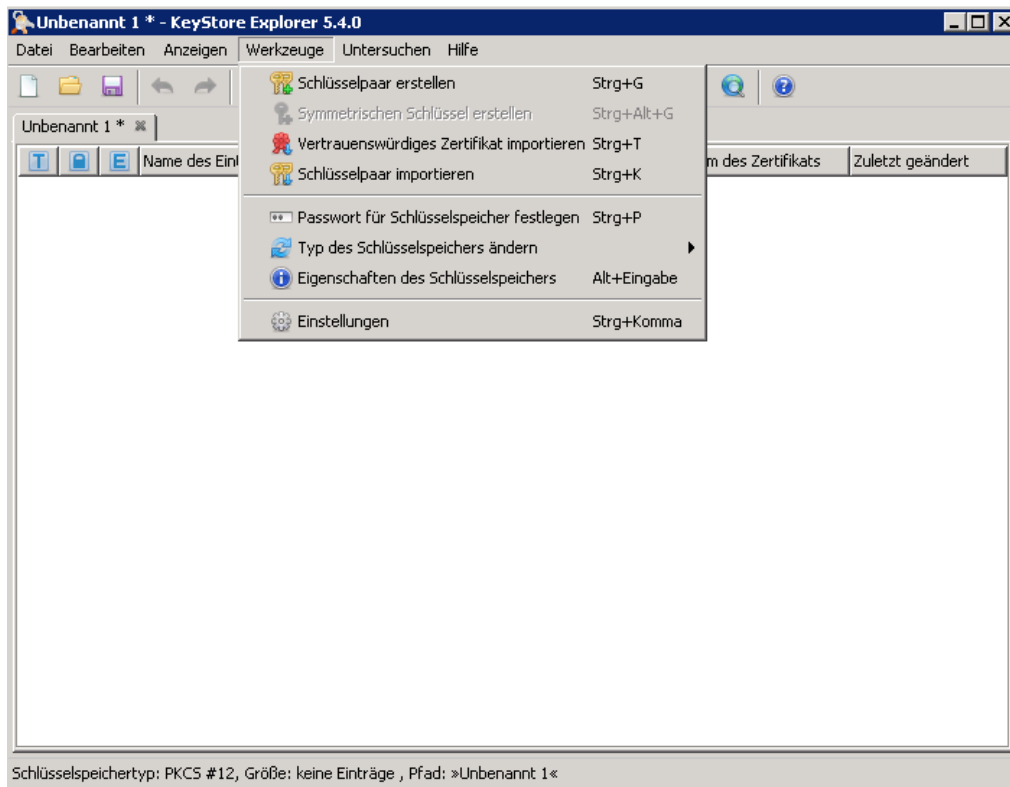 Unbenannt 1 * - KeyStore Explorer 5.4.0
Datei Bearbeiten Anzeigen Werkzeuge Untersuchen Hilfe
Unbenannt 1 *
T E Name des m des Zertifikats Zuletzt geändert
Schlüsselpaar erstellen Strg+G
Symmetrischen Schlüssel erstellen Strg+Alt+G
Vertrauenswürdiges Zertifikat importieren Strg+T
Schlüsselpaar importieren Strg+K
Passwort für Schlüsselspeicher festlegen Strg+P
Typ des Schlüsselspeichers ändern
Eigenschaften des Schlüsselspeichers Alt+Eingabe
Einstellungen Strg+Komma
Schlüsselspeichertyp: PKCS #12, Größe: keine Einträge , Pfad: »Unbenannt 1«